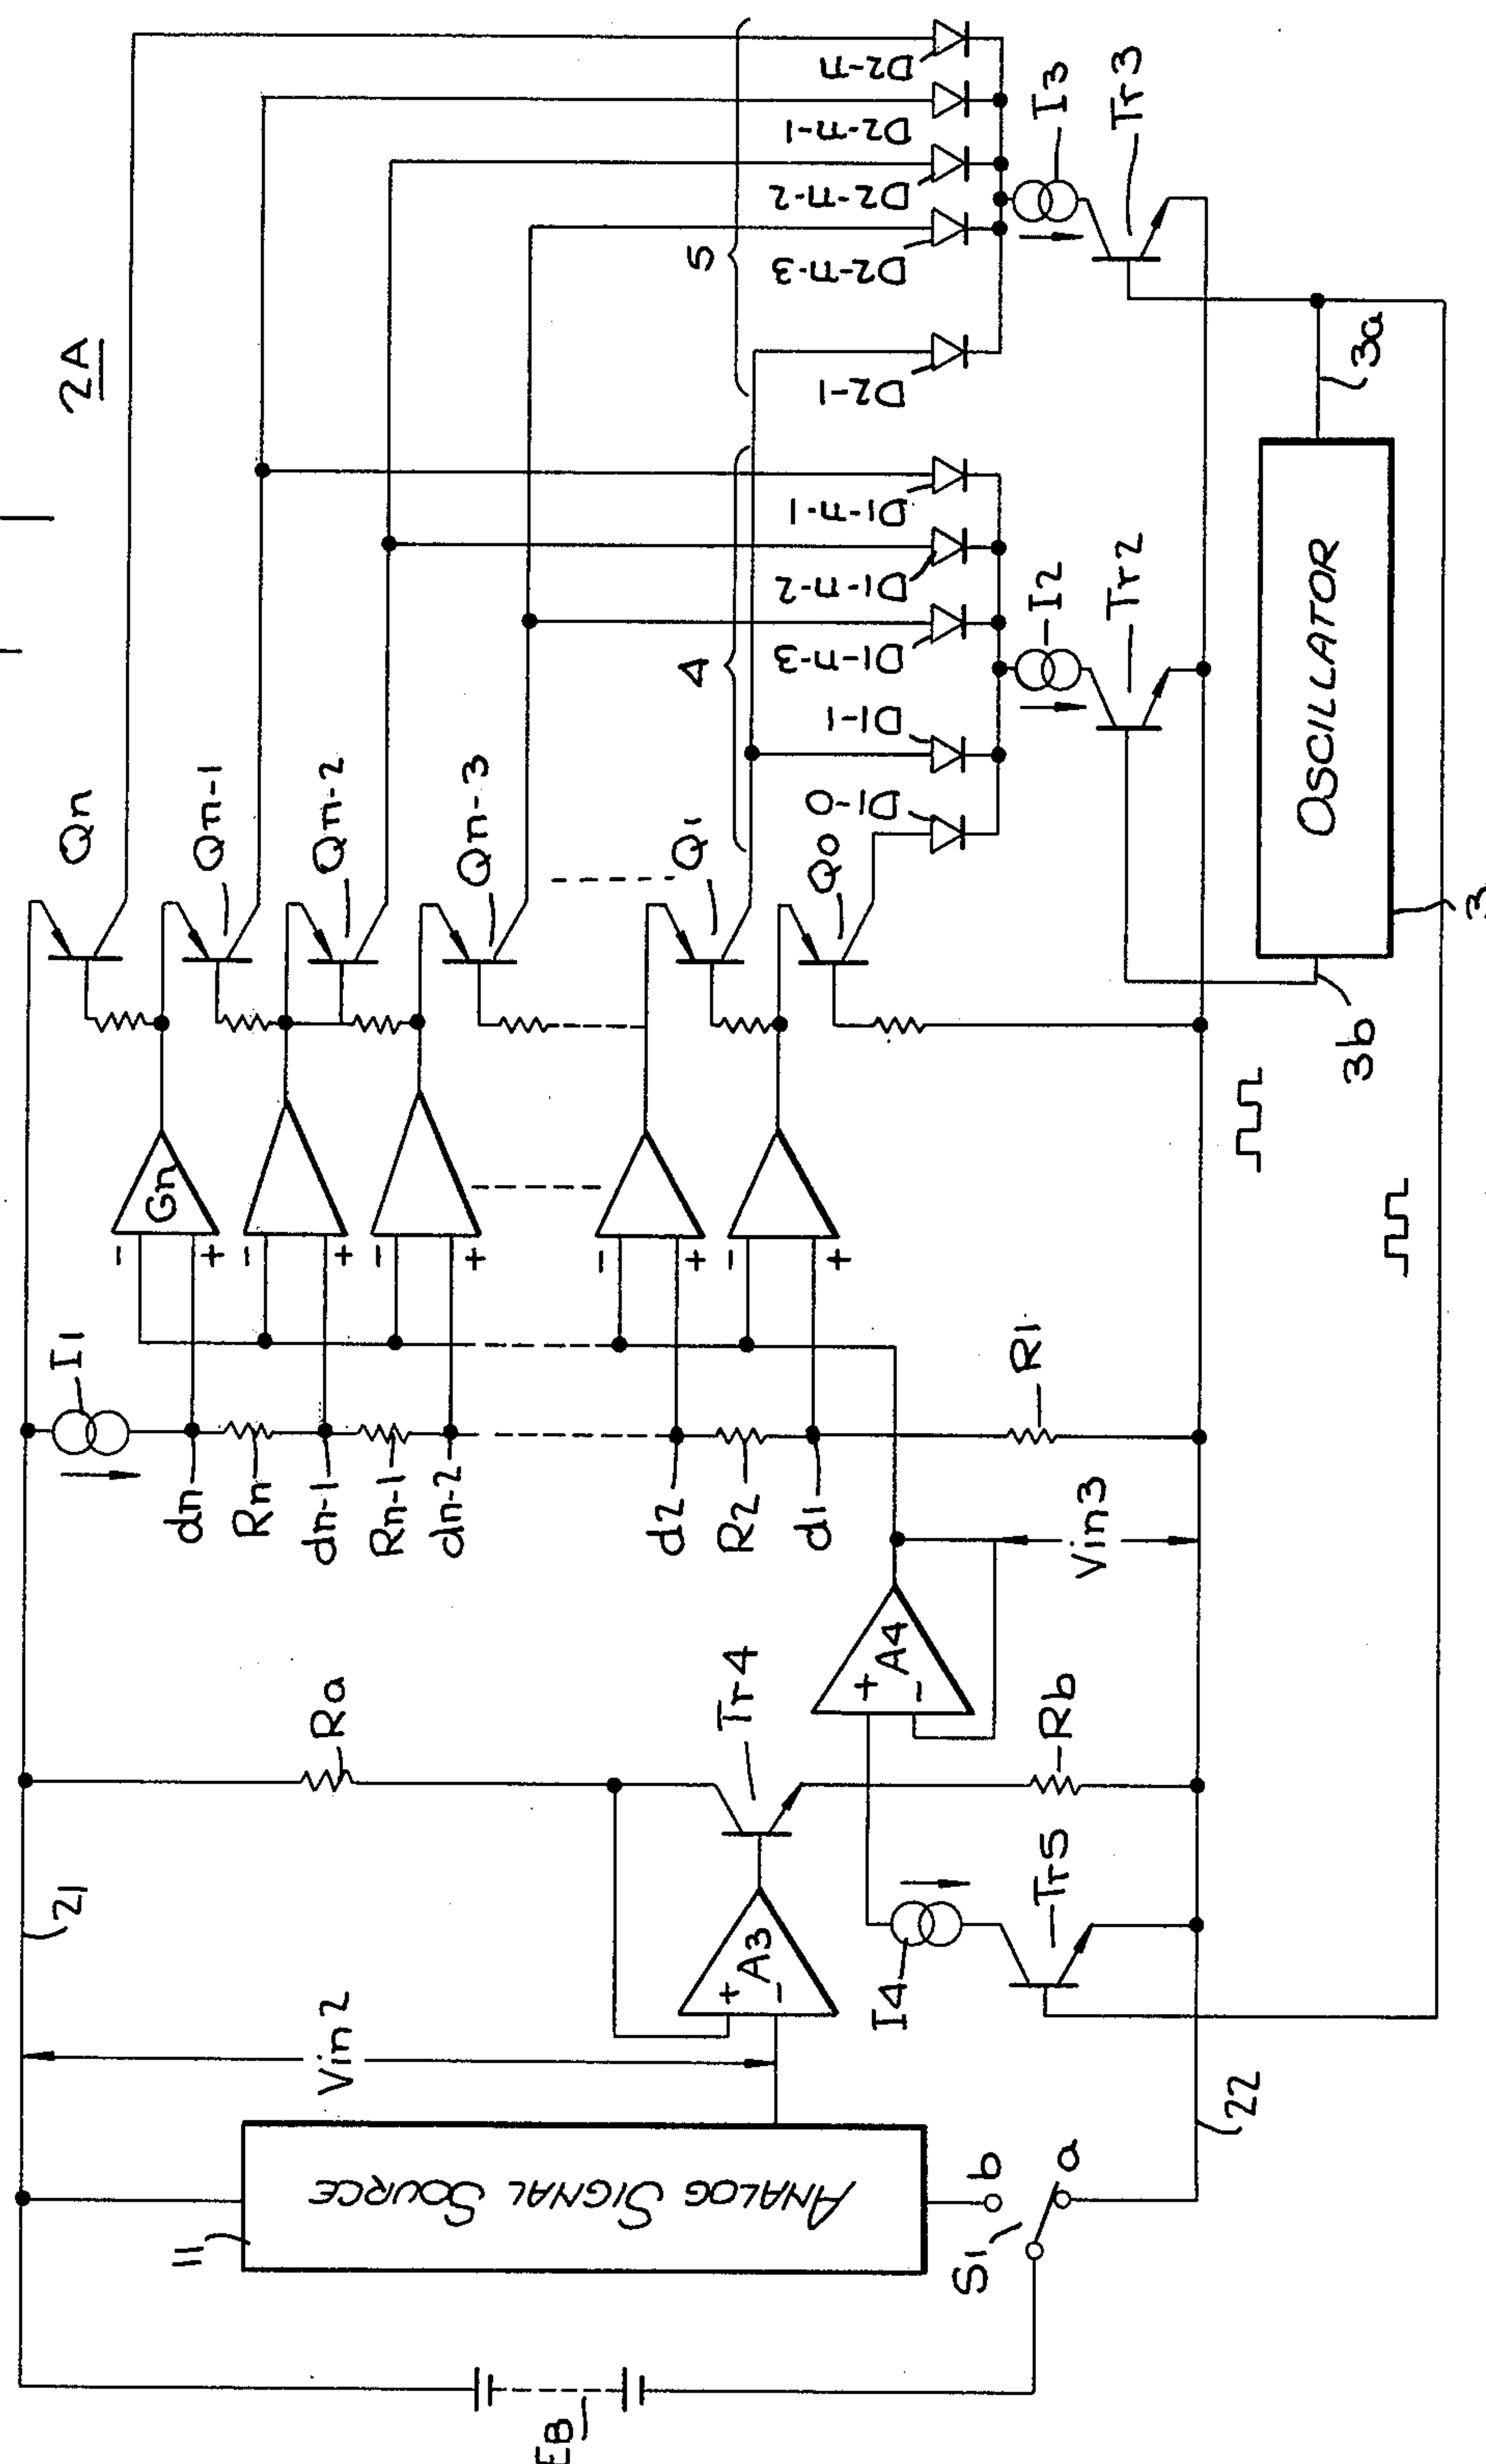 2A
Qn
Qn-1
Qn-2
Qn-3
Q1
Q0
D2-n
D2-n-1
D2-n-2
D2-n-3
D2-1
5
D1-n-1
D1-n-2
D1-n-3
D1-1
D1-0
4
I3
Tr3
I2
Tr2
3a
OSCILLATOR
3
3b
Gn
- +
- +
- +
- +
- +
I1
dn
Rn
dn-1
Rn-1
dn-2
d2
R2
d1
R1
Vin3
Ra
Tr4
A4
+ -
Rb
21
A3
+ -
I4
Tr5
Vin2
22
11
ANALOG SIGNAL SOURCE
b
a
S1
EB